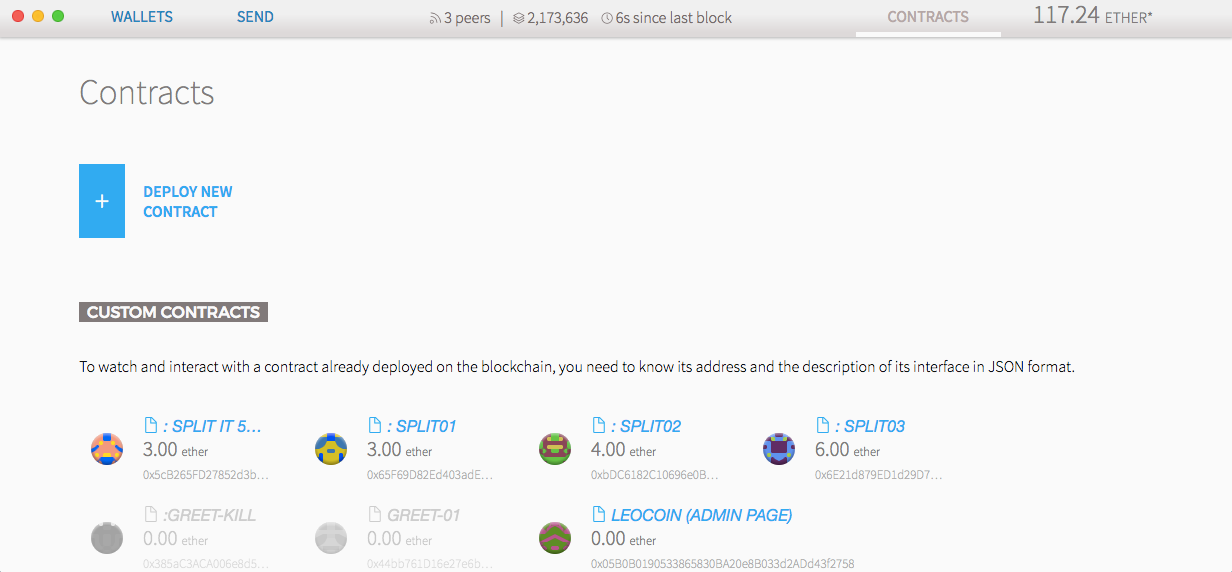 WALLETS SEND 3 peers | 2,173,636 6s since last block CONTRACTS 117.24 ETHER*
Contracts
+
DEPLOY NEW
CONTRACT
CUSTOM CONTRACTS
To watch and interact with a contract already deployed on the blockchain, you need to know its address and the description of its interface in JSON format.
: SPLIT IT 5… : SPLIT01 : SPLIT02 : SPLIT03
3.00 ether 3.00 ether 4.00 ether 6.00 ether
0x5cB265FD27852d3b… 0x65F69D82Ed403adE… 0xbDC6182C10696e0B… 0x6E21d879ED1d29D7…
:GREET-KILL GREET-01 LEOCOIN (ADMIN PAGE)
0.00 ether 0.00 ether 0.00 ether
0x385aC3ACA006e8d5… 0x44bb761D16e27e6b… 0x05B0B0190533865830BA20e8B033d2ADd43f2758